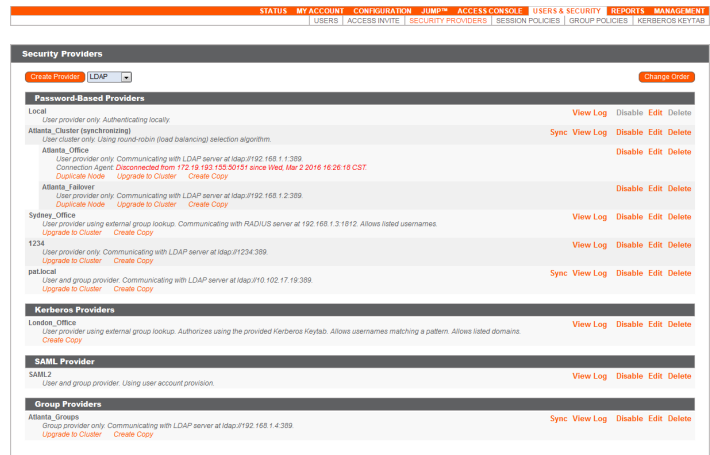 STATUS MY ACCOUNT CONFIGURATION JUMP™ ACCESS CONSOLE USERS & SECURITY REPORTS MANAGEMENT
USERS | ACCESS INVITE | SECURITY PROVIDERS | SESSION POLICIES | GROUP POLICIES | KERBEROS KEYTAB
Security Providers
Create Provider LDAP Change Order
Password-Based Providers
Local View Log Disable Edit Delete
User provider only. Authenticating locally.
Atlanta_Cluster (synchronizing) Sync View Log Disable Edit Delete
User cluster only. Using round-robin (load balancing) selection algorithm.
Atlanta_Office Disable Edit Delete
User provider only. Communicating with LDAP server at ldap://192.168.1.1:389.
Connection Agent: Disconnected from 172.19.193.155:50151 since Wed, Mar 2 2016 16:26:18 CST.
Duplicate Node Upgrade to Cluster Create Copy
Atlanta_Failover Disable Edit Delete
User provider only. Communicating with LDAP server at ldap://192.168.1.2:389.
Duplicate Node Upgrade to Cluster Create Copy
Sydney_Office View Log Disable Edit Delete
User provider using external group lookup. Communicating with RADIUS server at 192.168.1.3:1812. Allows listed usernames.
Upgrade to Cluster Create Copy
1234 View Log Disable Edit Delete
User provider only. Communicating with LDAP server at ldap://1234:389.
Upgrade to Cluster Create Copy
pat.local Sync View Log Disable Edit Delete
User and group provider. Communicating with LDAP server at ldap://10.102.17.19:389.
Upgrade to Cluster Create Copy
Kerberos Providers
London_Office View Log Disable Edit Delete
User provider using external group lookup. Authorizes using the provided Kerberos Keytab. Allows usernames matching a pattern. Allows listed domains.
Create Copy
SAML Provider
SAML2 View Log Disable Edit Delete
User and group provider. Using user account provision.
Group Providers
Atlanta_Groups Sync View Log Disable Edit Delete
Group provider only. Communicating with LDAP server at ldap://192.168.1.4:389.
Upgrade to Cluster Create Copy